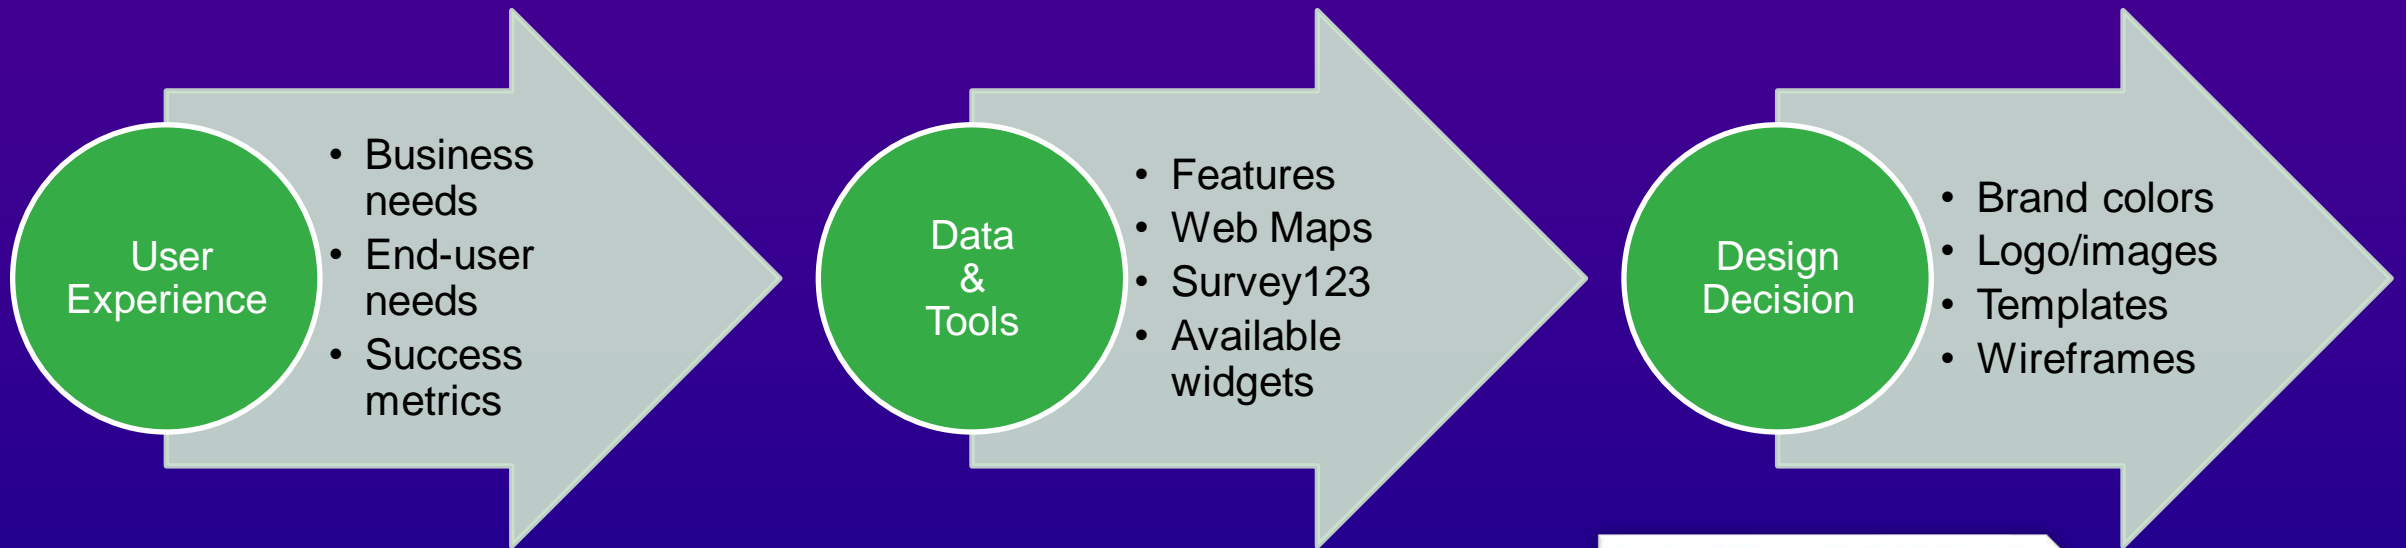 User
Experience
• Business
needs
• End-user
needs
• Success
metrics
Data
&
Tools
• Features
• Web Maps
• Survey123
• Available
widgets
Design
Decision
• Brand colors
• Logo/images
• Templates
• Wireframes